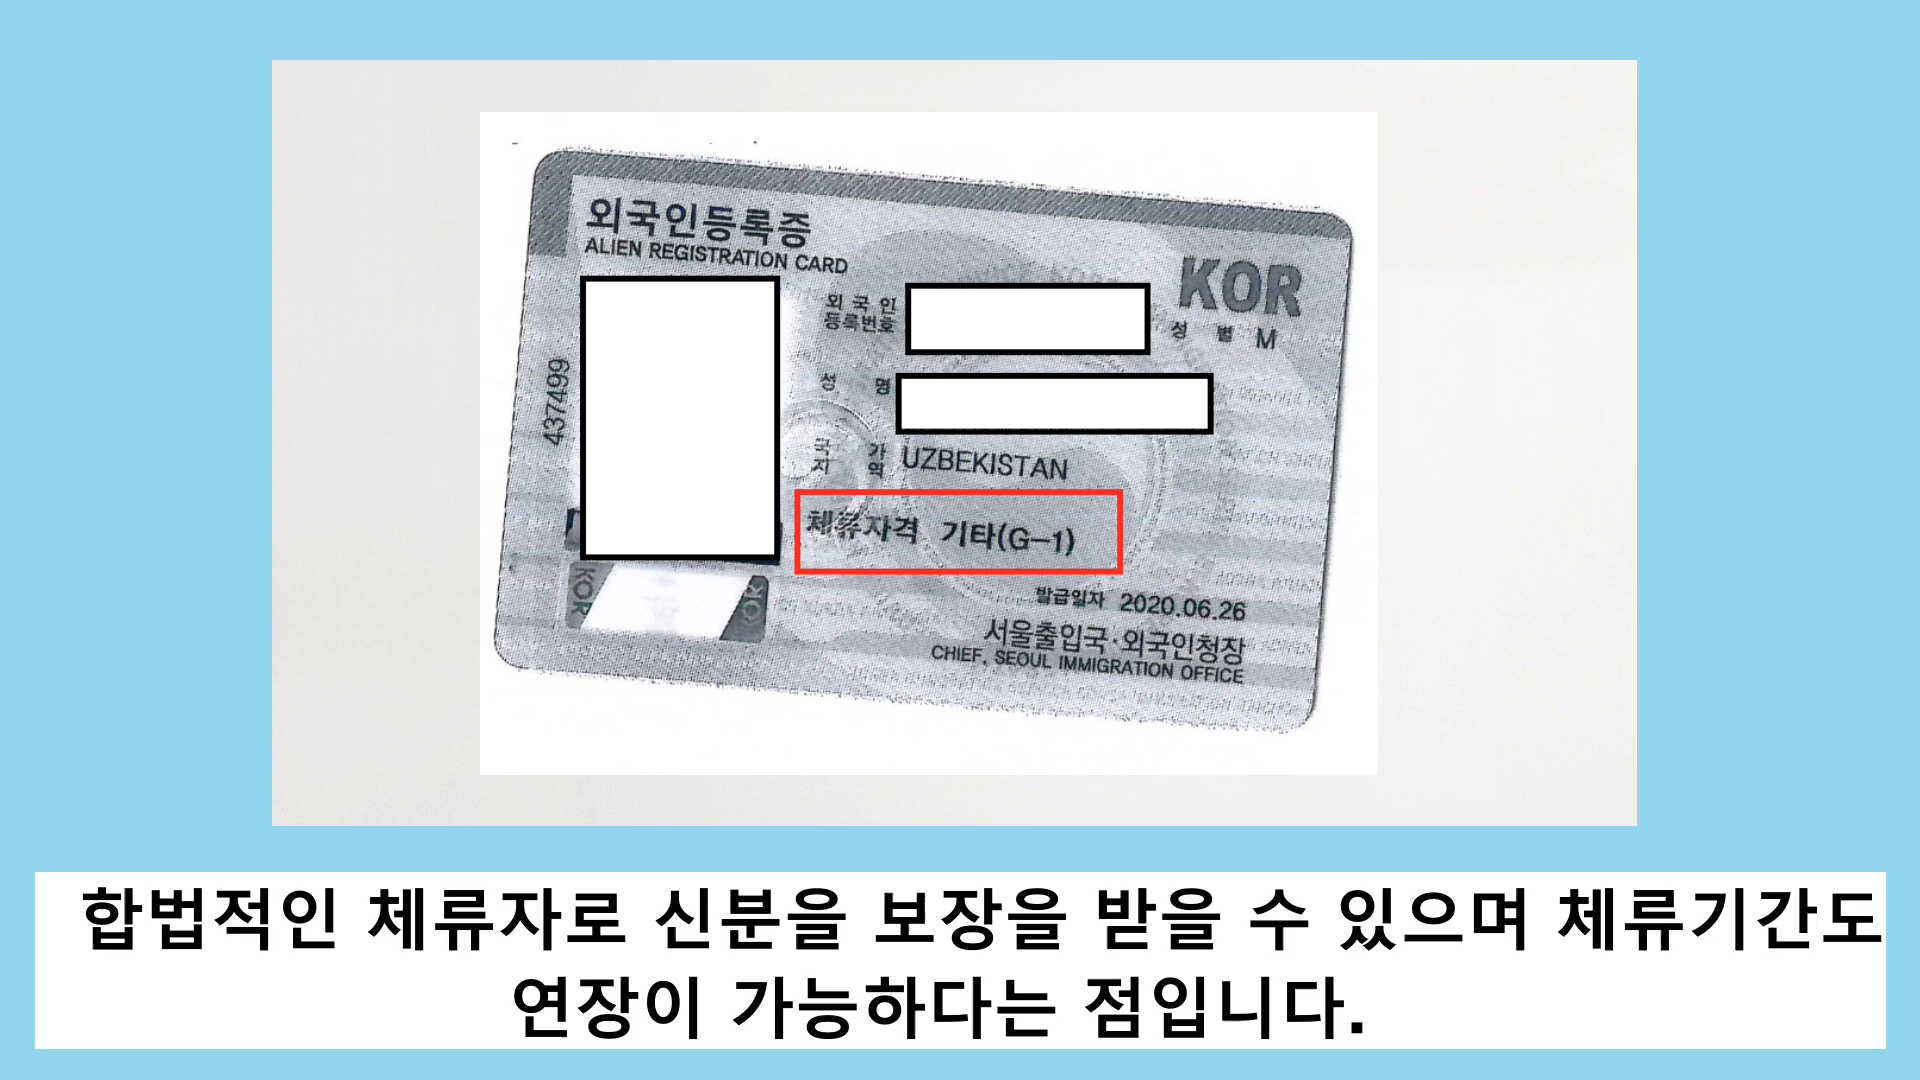 외국인등록증
ALIEN REGISTRATION CARD
KOR
외국인
등록번호
성 별 M
437499
성 명
국 가
지 역 UZBEKISTAN
체류자격 기타(G-1)
KOR
KOR
발급일자 2020.06.26
서울출입국·외국인청장
CHIEF, SEOUL IMMIGRATION OFFICE
합법적인 체류자로 신분을 보장을 받을 수 있으며 체류기간도
연장이 가능하다는 점입니다.